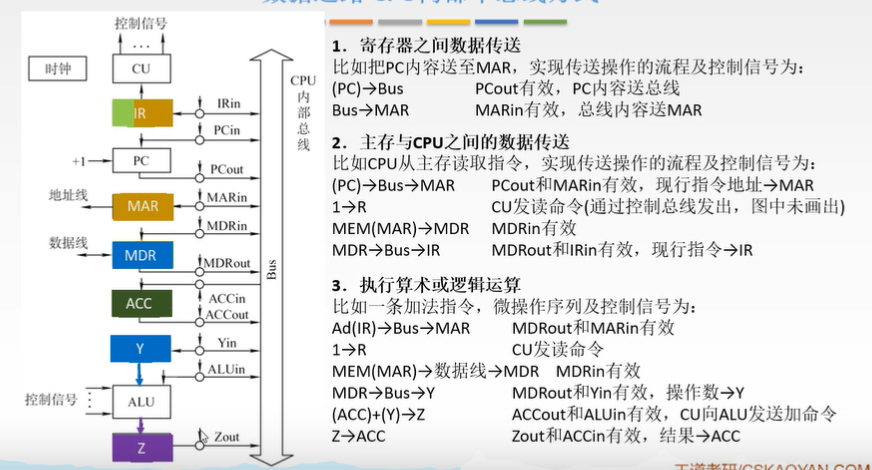 控制信号
...
时钟
CU
IR
IRin
PCin
+1
PC
PCout
地址线
MAR
MARin
MDRin
数据线
MDR
MDRout
ACC
ACCin
ACCout
Y
Yin
ALUin
控制信号
ALU
Z
Zout
CPU
内
部
总
线
Bus
1．寄存器之间数据传送
比如把PC内容送至MAR，实现传送操作的流程及控制信号为：
(PC)→Bus PCout有效，PC内容送总线
Bus→MAR MARin有效，总线内容送MAR
2．主存与CPU之间的数据传送
比如CPU从主存读取指令，实现传送操作的流程及控制信号为：
(PC)→Bus→MAR PCout和MARin有效，现行指令地址→MAR
1→R CU发读命令(通过控制总线发出，图中未画出)
MEM(MAR)→MDR MDRin有效
MDR→Bus→IR MDRout和IRin有效，现行指令→IR
3．执行算术或逻辑运算
比如一条加法指令，微操作序列及控制信号为：
Ad(IR)→Bus→MAR MDRout和MARin有效
1→R CU发读命令
MEM(MAR)→数据线→MDR MDRin有效
MDR→Bus→Y MDRout和Yin有效，操作数→Y
(ACC)+(Y)→Z ACCout和ALUin有效，CU向ALU发送加命令
Z→ACC Zout和ACCin有效，结果→ACC